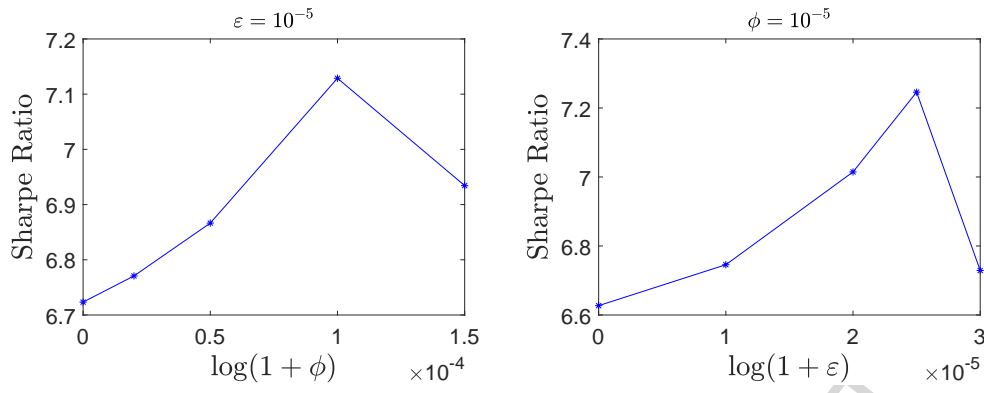 ε = 10⁻⁵
7.2
7.1
7
6.9
6.8
6.7
Sharpe Ratio
0 0.5 1 1.5
log(1 + ϕ) ×10⁻⁴
ϕ = 10⁻⁵
7.4
7.2
7
6.8
6.6
Sharpe Ratio
0 1 2 3
log(1 + ε) ×10⁻⁵